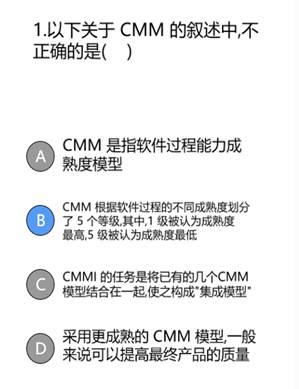 1.以下关于 CMM 的叙述中,不
正确的是( )
A
CMM 是指软件过程能力成
熟度模型
B
CMM 根据软件过程的不同成熟度划分
了 5 个等级,其中,1 级被认为成熟度
最高,5 级被认为成熟度最低
C
CMMI 的任务是将已有的几个CMM
模型结合在一起,使之构成"集成模型"
D
采用更成熟的 CMM 模型,一般
来说可以提高最终产品的质量